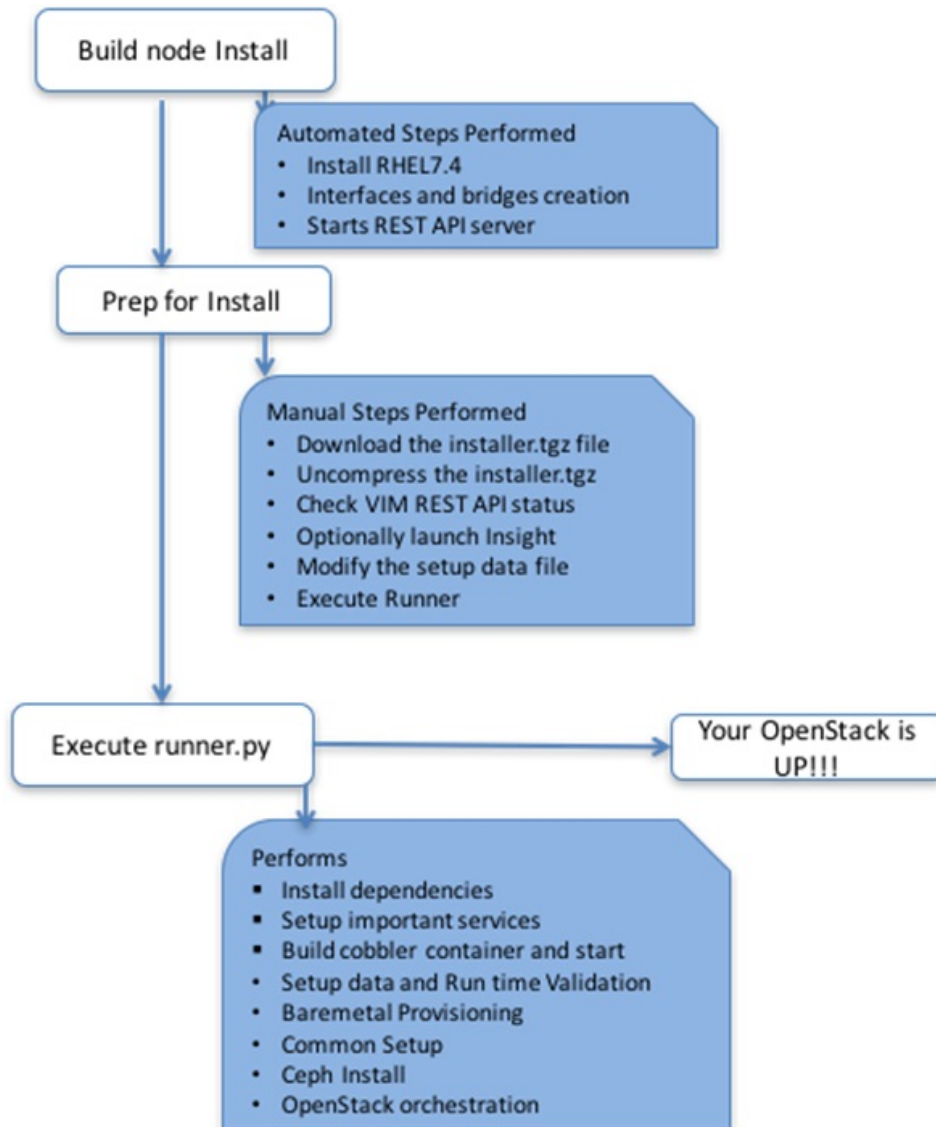 Build node Install
Automated Steps Performed
• Install RHEL7.4
• Interfaces and bridges creation
• Starts REST API server
Prep for Install
Manual Steps Performed
• Download the installer.tgz file
• Uncompress the installer.tgz
• Check VIM REST API status
• Optionally launch Insight
• Modify the setup data file
• Execute Runner
Execute runner.py
Your OpenStack is
UP!!!
Performs
▪ Install dependencies
▪ Setup important services
▪ Build cobbler container and start
• Setup data and Run time Validation
• Baremetal Provisioning
• Common Setup
• Ceph Install
• OpenStack orchestration